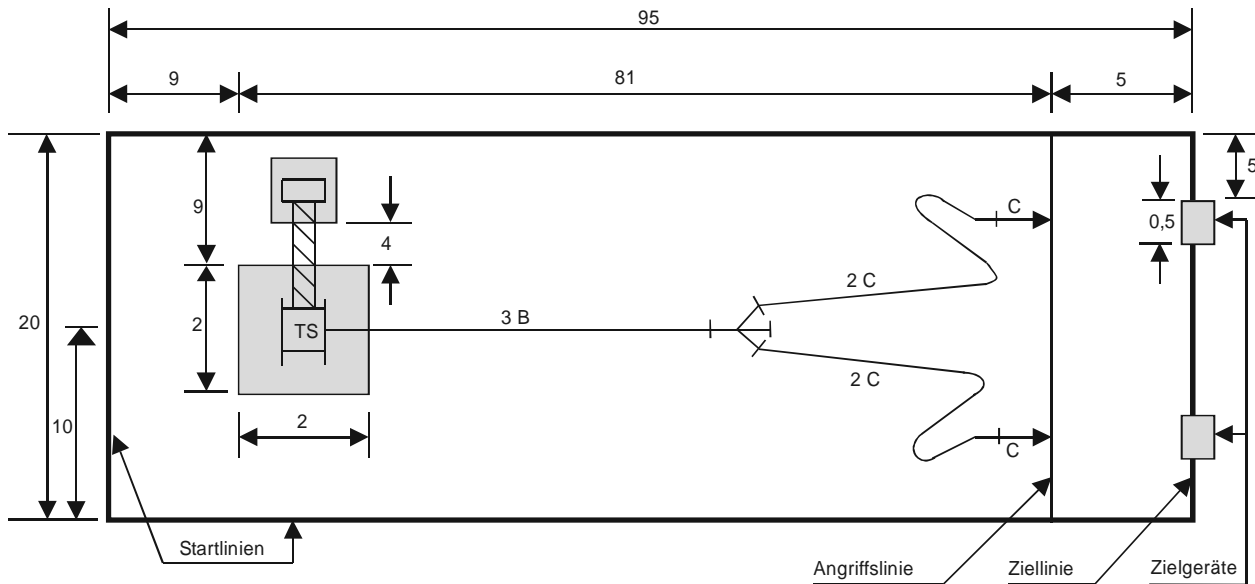 95
9
81
5
5
9
4
0,5
C
2 C
20
2
TS
3 B
2 C
10
2
C
Startlinien
Angriffslinie
Ziellinie
Zielgeräte